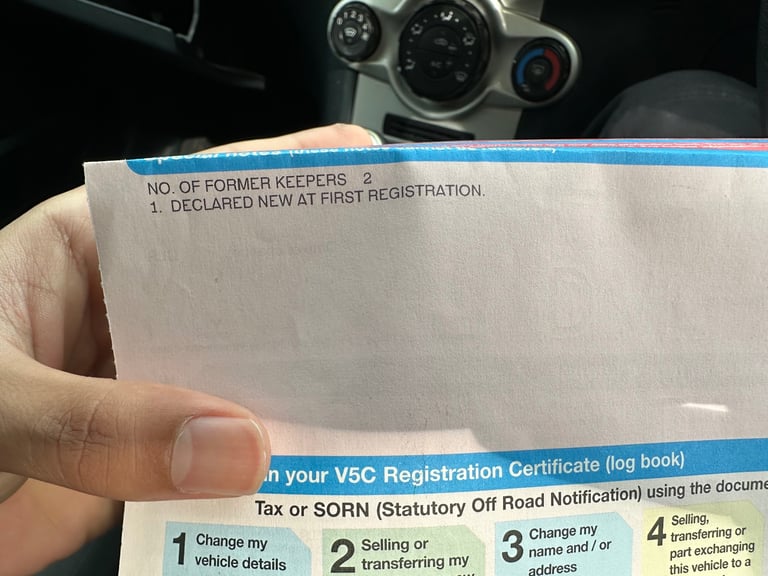 NO. OF FORMER KEEPERS 2
1. DECLARED NEW AT FIRST REGISTRATION.
n your V5C Registration Certificate (log book)
Tax or SORN (Statutory Off Road Notification) using the docume
1 Change my
vehicle details
2 Selling or
transferring my
3 Change my
name and / or
address
4 Selling,
transferring or
part exchanging
this vehicle to a